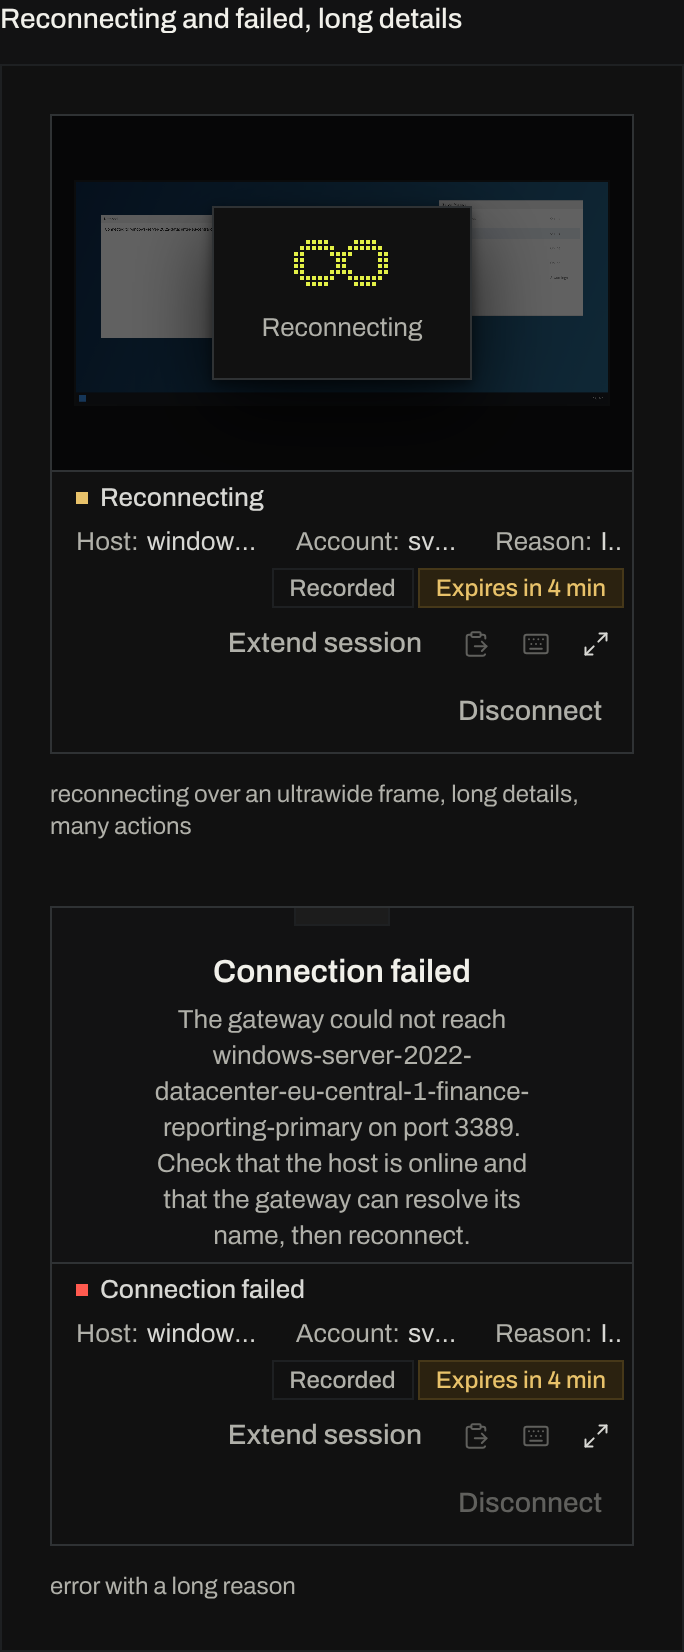 Reconnecting and failed, long details
Reconnecting
Reconnecting
Host: window... Account: sv... Reason: I..
Recorded Expires in 4 min
Extend session
Disconnect
reconnecting over an ultrawide frame, long details,
many actions
Connection failed
The gateway could not reach
windows-server-2022-
datacenter-eu-central-1-finance-
reporting-primary on port 3389.
Check that the host is online and
that the gateway can resolve its
name, then reconnect.
Connection failed
Host: window... Account: sv... Reason: I..
Recorded Expires in 4 min
Extend session
Disconnect
error with a long reason